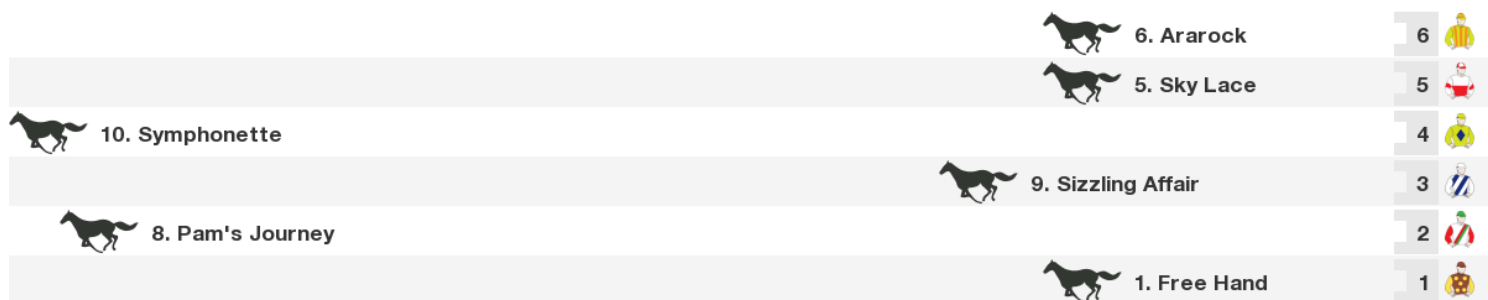 6. Ararock 6
5. Sky Lace 5
10. Symphonette 4
9. Sizzling Affair 3
8. Pam's Journey 2
1. Free Hand 1